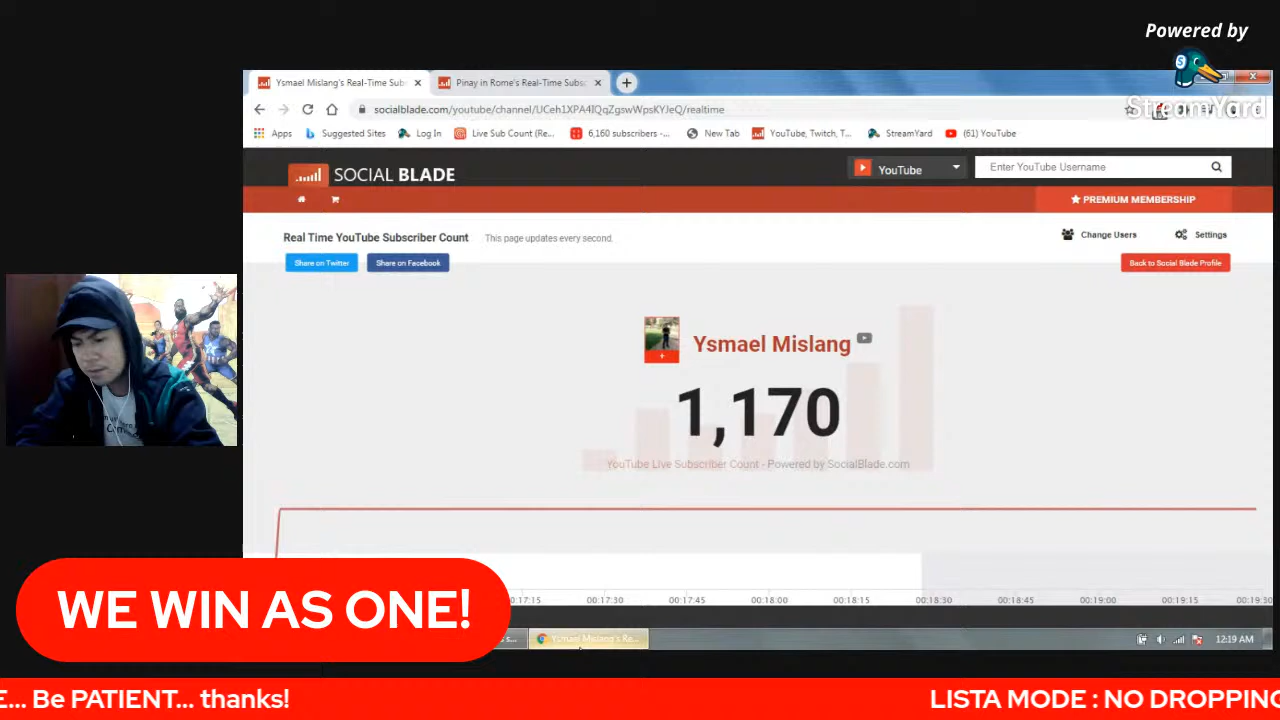 Powered by
StreamYard
Ysmael Mislang's Real-Time Subs
Pinay in Rome's Real-Time Subsc
socialblade.com/youtube/channel/UCeh1XPA4IQqZgswWpsKYJeQ/realtime
Apps
Suggested Sites
Log In
Live Sub Count (Re...
6,160 subscribers -...
New Tab
YouTube, Twitch, T...
StreamYard
(61) YouTube
SOCIAL BLADE
YouTube
Enter YouTube Username
PREMIUM MEMBERSHIP
Real Time YouTube Subscriber Count
This page updates every second.
Change Users
Settings
Share on Twitter
Share on Facebook
Back to Social Blade Profile
Ysmael Mislang
1,170
YouTube Live Subscriber Count - Powered by SocialBlade.com
00:17:15
00:17:30
00:17:45
00:18:00
00:18:15
00:18:30
00:18:45
00:19:00
00:19:15
00:19:30
WE WIN AS ONE!
Ysmael Mislang's Re...
12:19 AM
E... Be PATIENT... thanks!
LISTA MODE : NO DROPPING